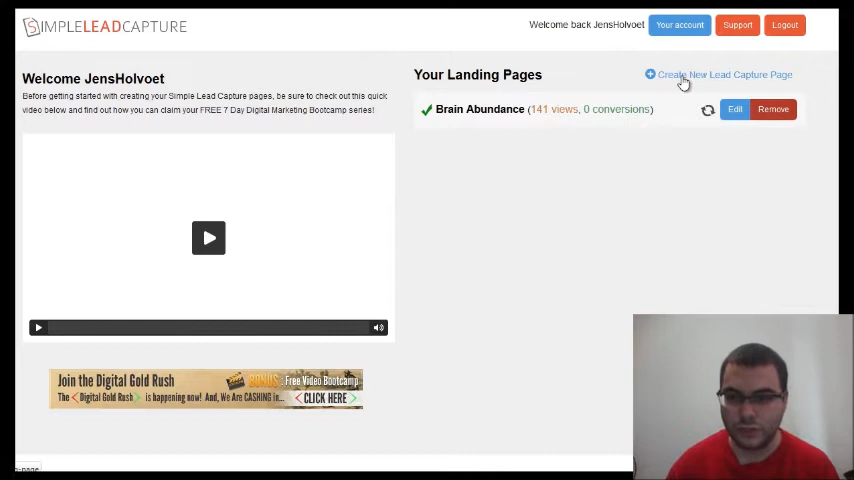 SIMPLELEADCAPTURE
Welcome back JensHolvoet
Your account
Support
Logout
Welcome JensHolvoet
Before getting started with creating your Simple Lead Capture pages, be sure to check out this quick
video below and find out how you can claim your FREE 7 Day Digital Marketing Bootcamp series!
Your Landing Pages
Create New Lead Capture Page
Brain Abundance (141 views, 0 conversions)
Edit
Remove
Join the Digital Gold Rush
BONUS: Free Video Bootcamp
The <Digital Gold Rush> is happening now! And, We Are CASHING in...
<CLICK HERE>